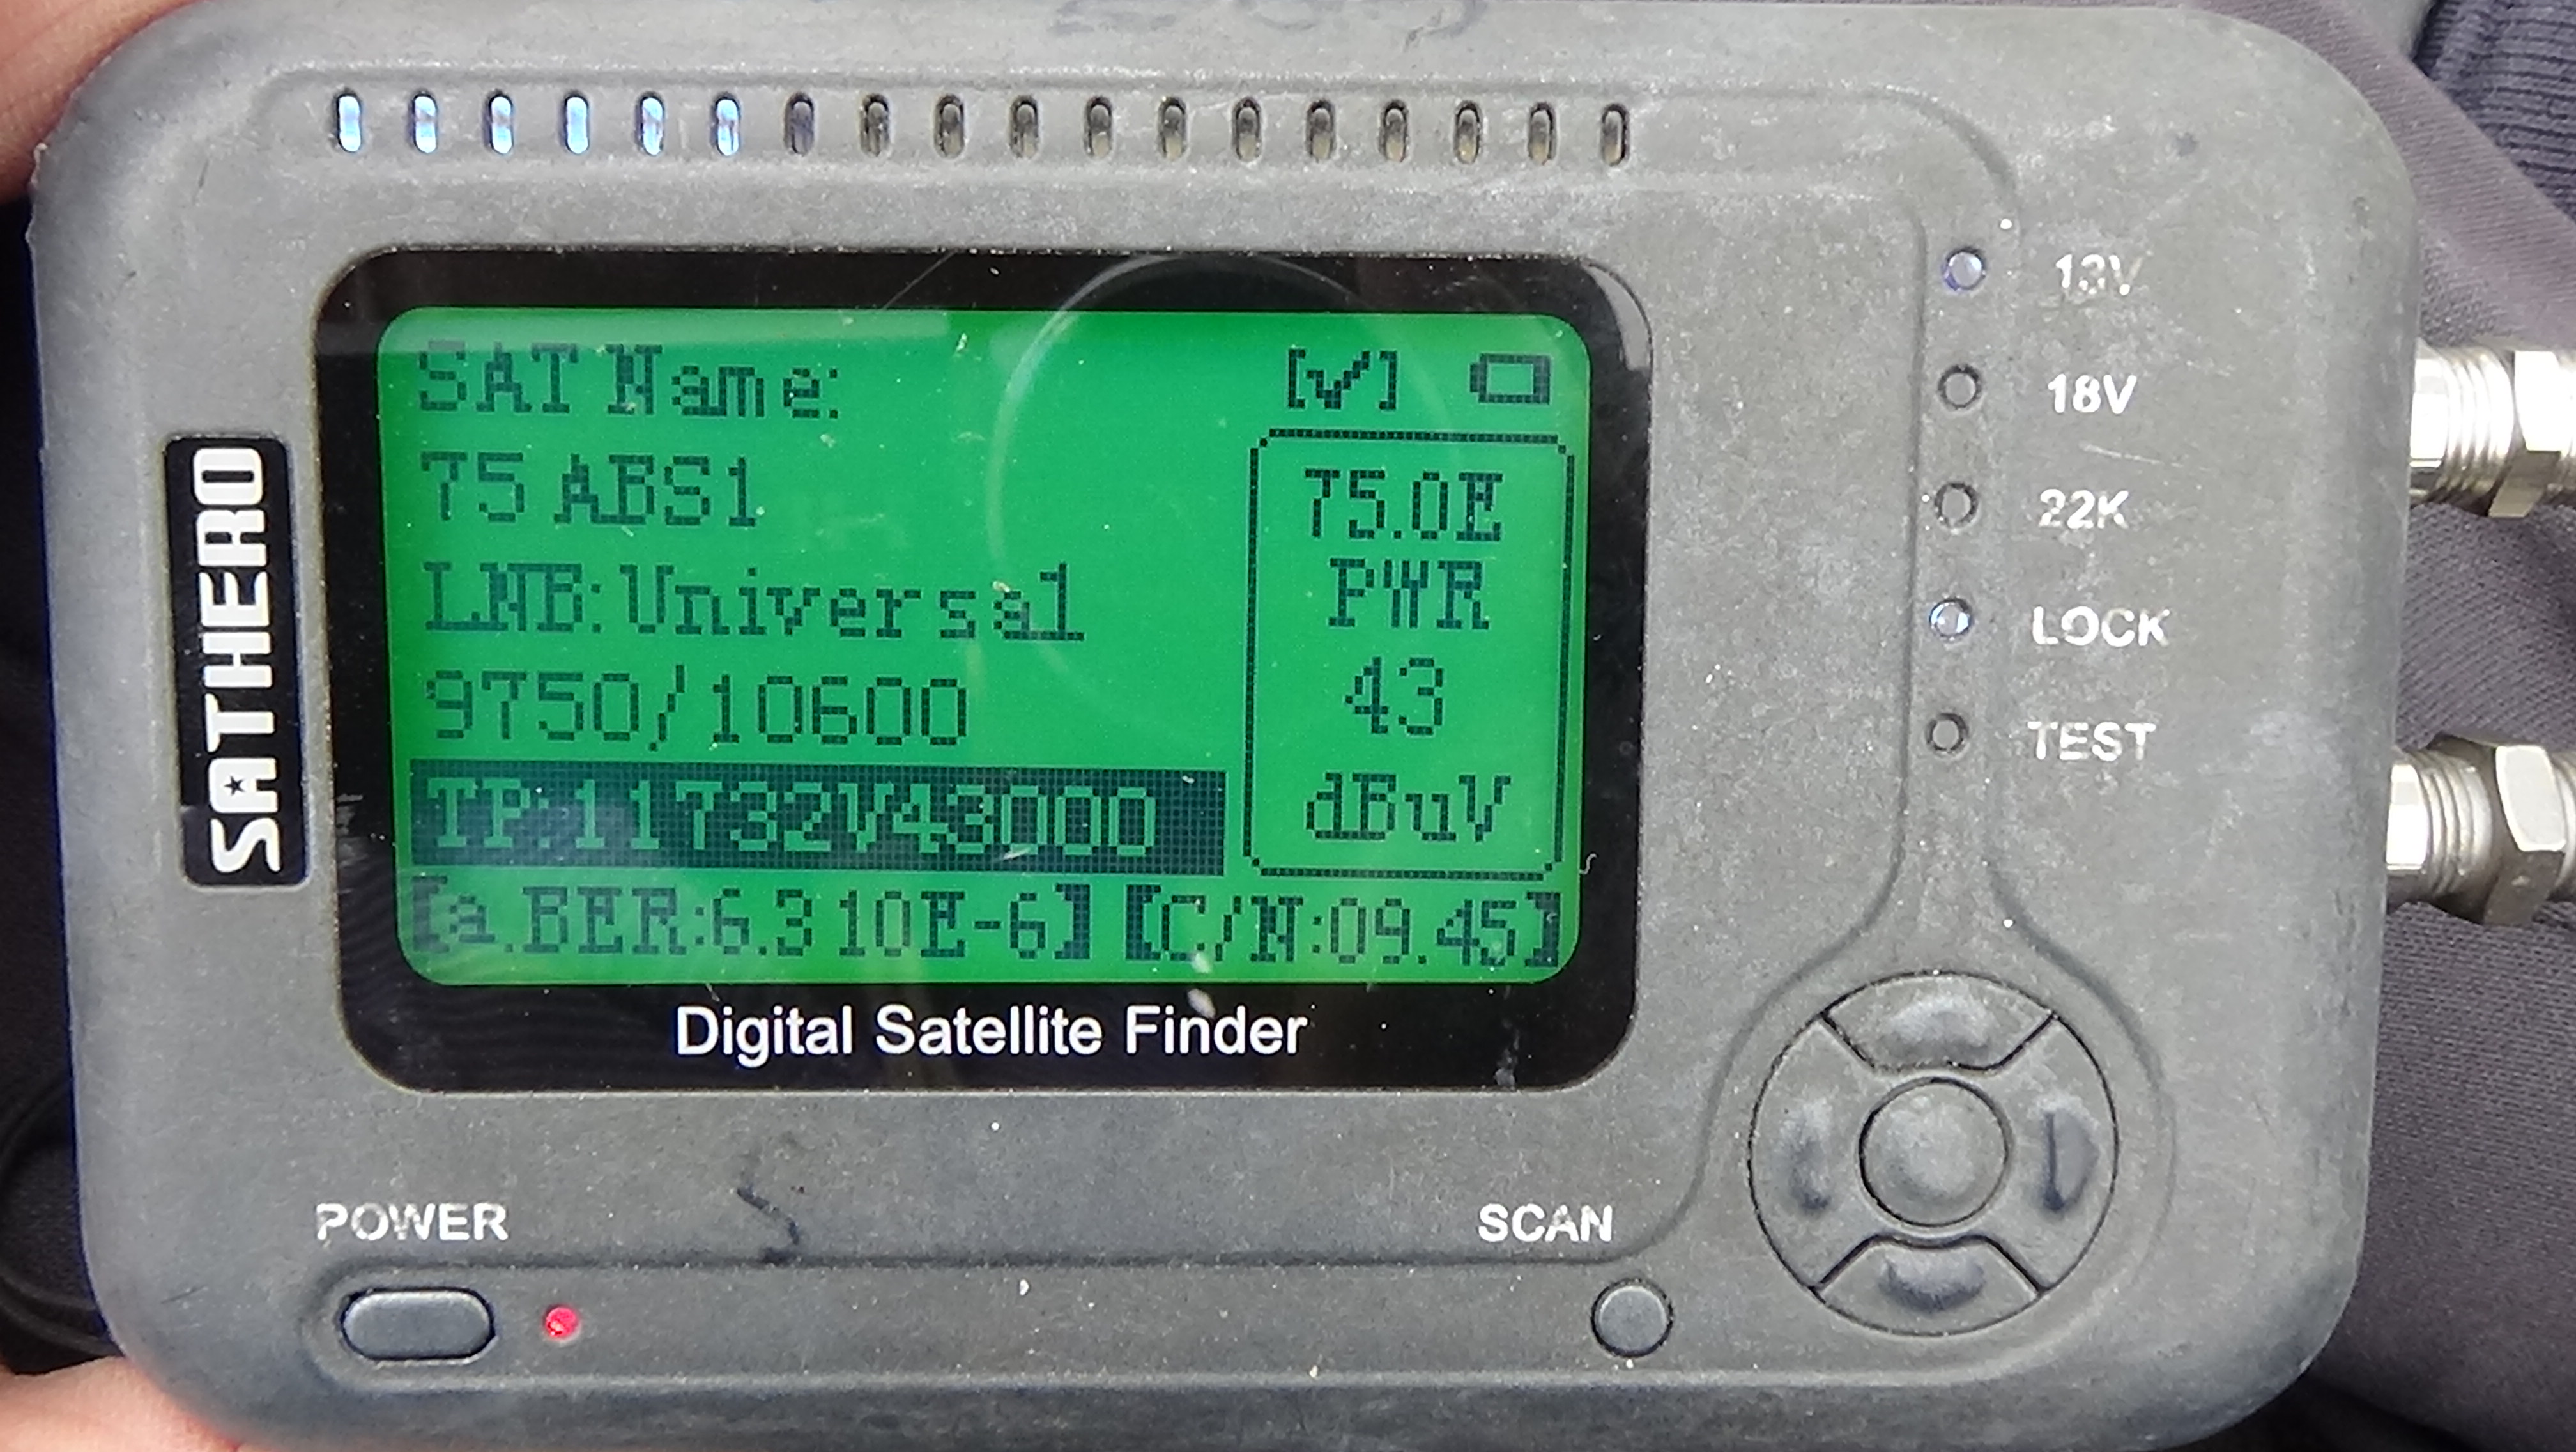 SATHERO
SAT Name: [✓]
75 ABS1
LNB:Universal
9750/10600
TP:11732V43000
75.0E
PWR
43
dBuV
[a.BER:6.3 10E-6] [C/N:09.45]
Digital Satellite Finder
13V
18V
22K
LOCK
TEST
POWER
SCAN